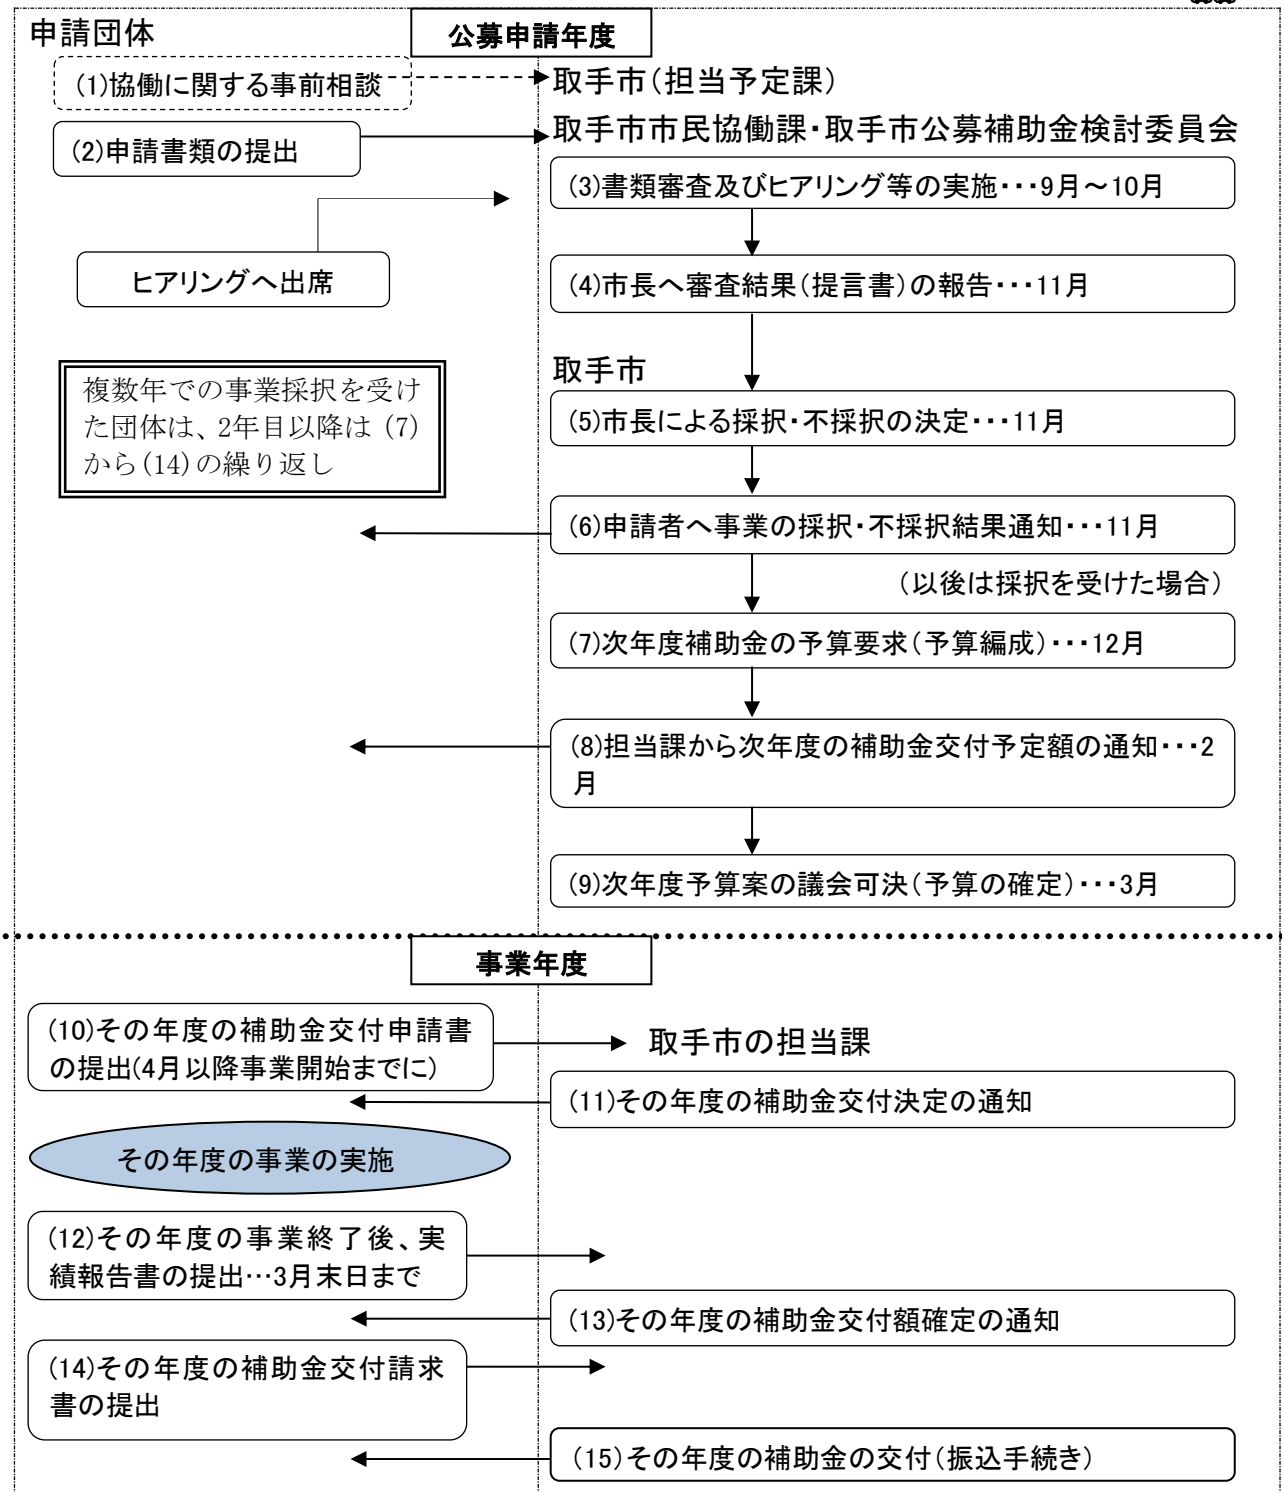 申請団体
公募申請年度
(1)協働に関する事前相談
取手市(担当予定課)
取手市市民協働課・取手市公募補助金検討委員会
(2)申請書類の提出
(3)書類審査及びヒアリング等の実施・・・9月～10月
ヒアリングへ出席
(4)市長へ審査結果(提言書)の報告・・・11月
取手市
複数年での事業採択を受け
た団体は、2年目以降は (7)
から(14)の繰り返し
(5)市長による採択・不採択の決定・・・11月
(6)申請者へ事業の採択・不採択結果通知・・・11月
(以後は採択を受けた場合)
(7)次年度補助金の予算要求(予算編成)・・・12月
(8)担当課から次年度の補助金交付予定額の通知・・・2
月
(9)次年度予算案の議会可決(予算の確定)・・・3月
事業年度
(10)その年度の補助金交付申請書
の提出(4月以降事業開始までに)
取手市の担当課
(11)その年度の補助金交付決定の通知
その年度の事業の実施
(12)その年度の事業終了後、実
績報告書の提出…3月末日まで
(13)その年度の補助金交付額確定の通知
(14)その年度の補助金交付請求
書の提出
(15)その年度の補助金の交付(振込手続き)